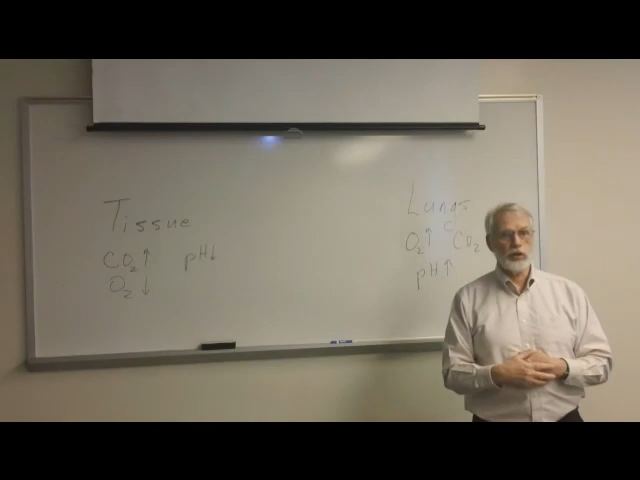 Tissue
CO₂↑ pH↓
O₂↓
Lungs
C
O₂↑ CO₂
pH↑